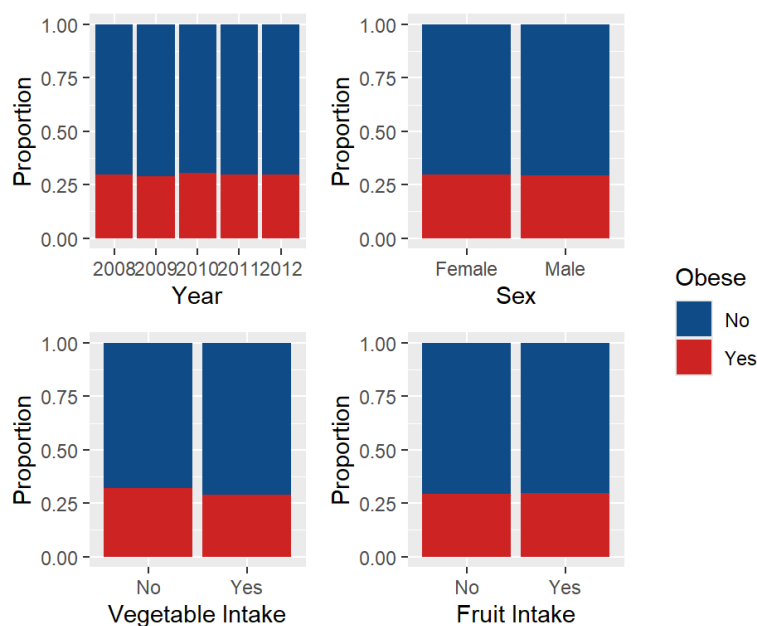 1.00
0.75
0.50
0.25
0.00
Proportion
2008 2009 2010 2011 2012
Year
1.00
0.75
0.50
0.25
0.00
Proportion
Female Male
Sex
1.00
0.75
0.50
0.25
0.00
Proportion
No Yes
Vegetable Intake
1.00
0.75
0.50
0.25
0.00
Proportion
No Yes
Fruit Intake
Obese
No
Yes